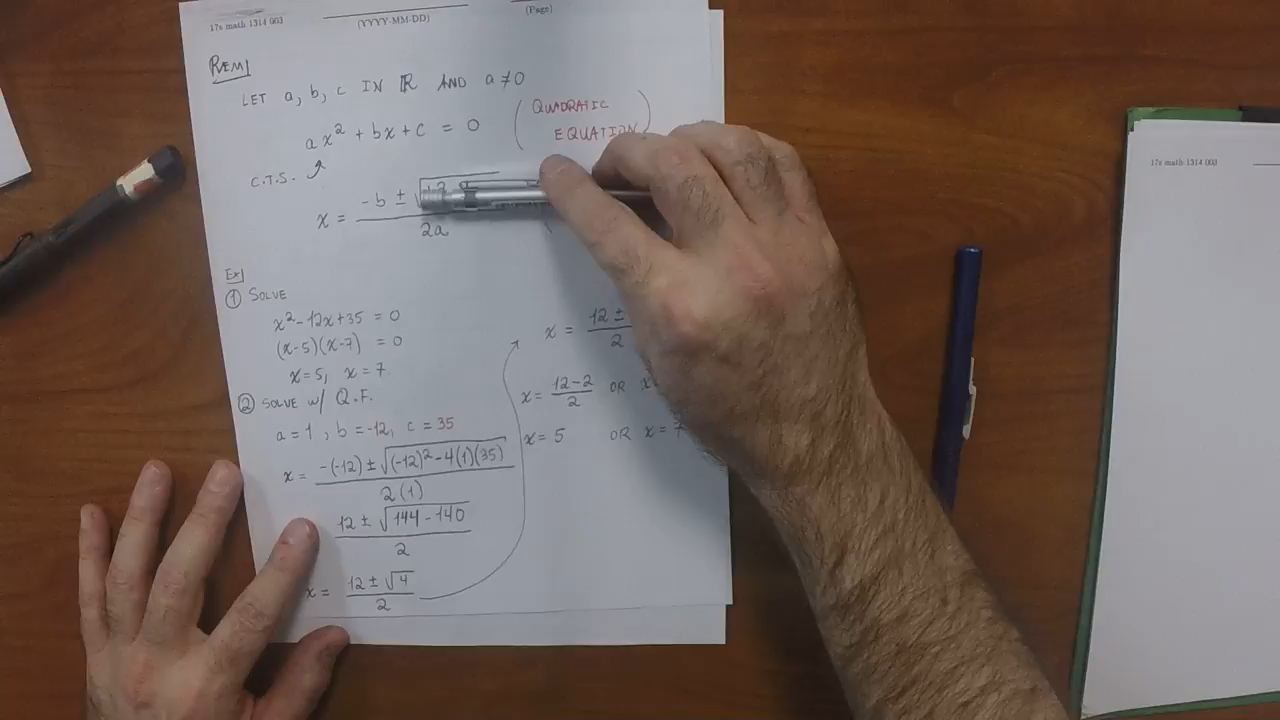 17s math 1314 003
(YYYY-MM-DD)
(Page)
REM
LET a, b, c IN ℝ AND a ≠ 0
ax² + bx + c = 0
(QUADRATIC
EQUATION)
C.T.S.
x = (-b ± √ / 2a
Ex
① SOLVE
x² - 12x + 35 = 0
(x-5)(x-7) = 0
x = 5, x = 7
② SOLVE w/ Q.F.
a = 1, b = -12, c = 35
x = (-(-12) ± √((-12)² - 4(1)(35))) / 2(1)
(12 ± √(144 - 140)) / 2
x = (12 ± √4) / 2
x = 12 ± / 2
x = (12 - 2) / 2 OR x
x = 5 OR x = 7
17s math 1314 003